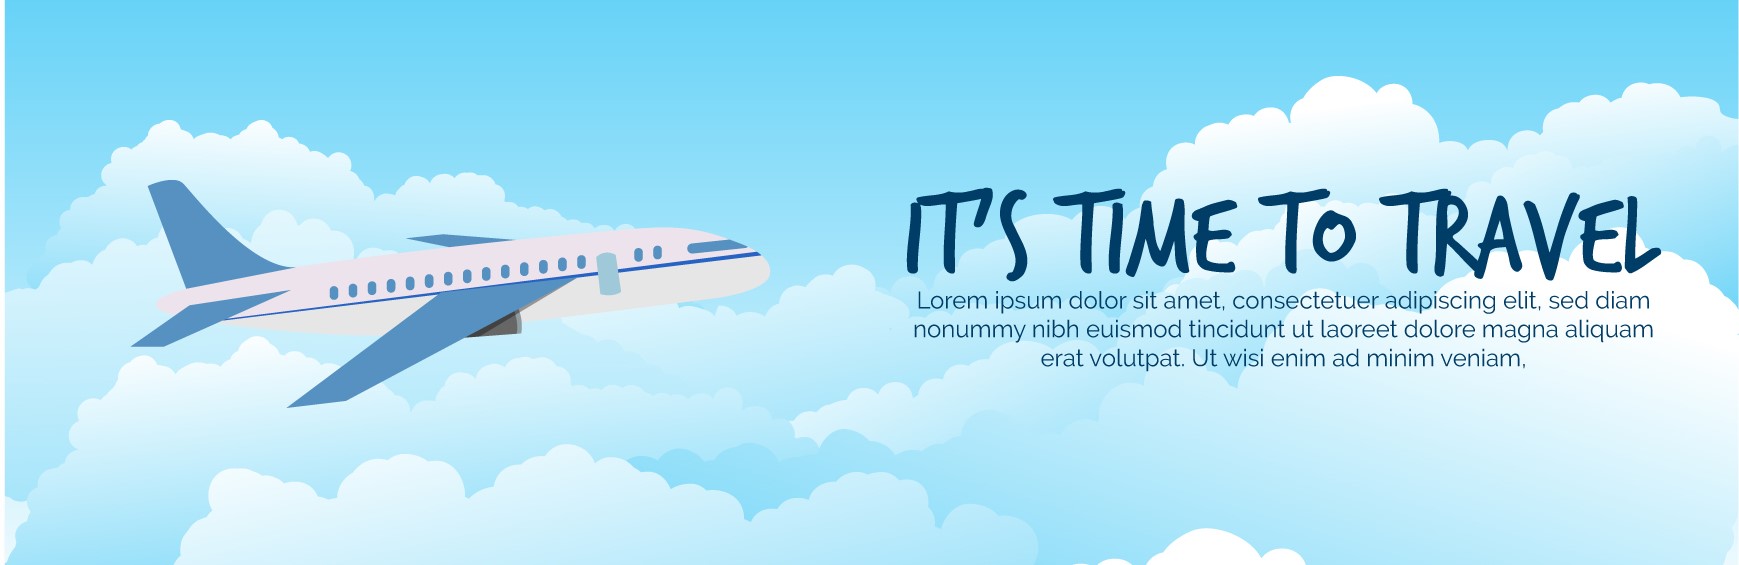 IT'S TIME TO TRAVEL
Lorem ipsum dolor sit amet, consectetuer adipiscing elit, sed diam
nonummy nibh euismod tincidunt ut laoreet dolore magna aliquam
erat volutpat. Ut wisi enim ad minim veniam,